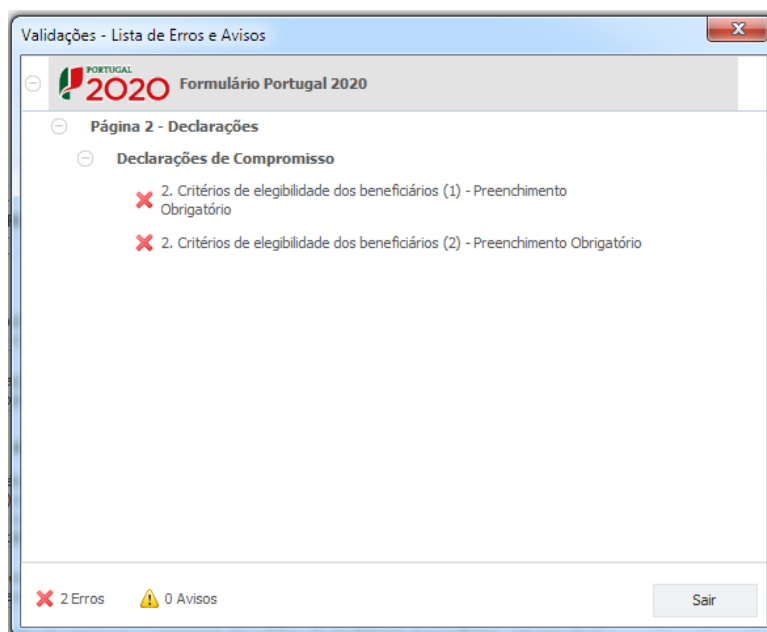 Validações - Lista de Erros e Avisos
PORTUGAL
2020
Formulário Portugal 2020
Página 2 - Declarações
Declarações de Compromisso
2. Critérios de elegibilidade dos beneficiários (1) - Preenchimento
Obrigatório
2. Critérios de elegibilidade dos beneficiários (2) - Preenchimento Obrigatório
2 Erros
0 Avisos
Sair